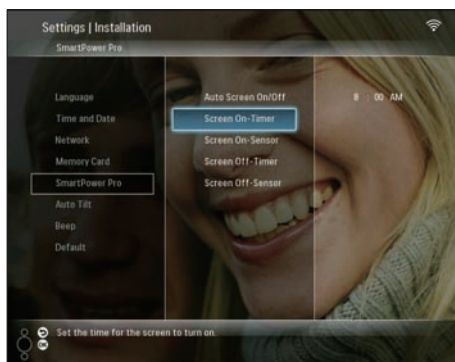 Settings | Installation
SmartPower Pro
Language
Time and Date
Network
Memory Card
SmartPower Pro
Auto Tilt
Beep
Default
Auto Screen On/Off
Screen On-Timer
Screen On-Sensor
Screen Off-Timer
Screen Off-Sensor
8 : 00 AM
Set the time for the screen to turn on.
OK